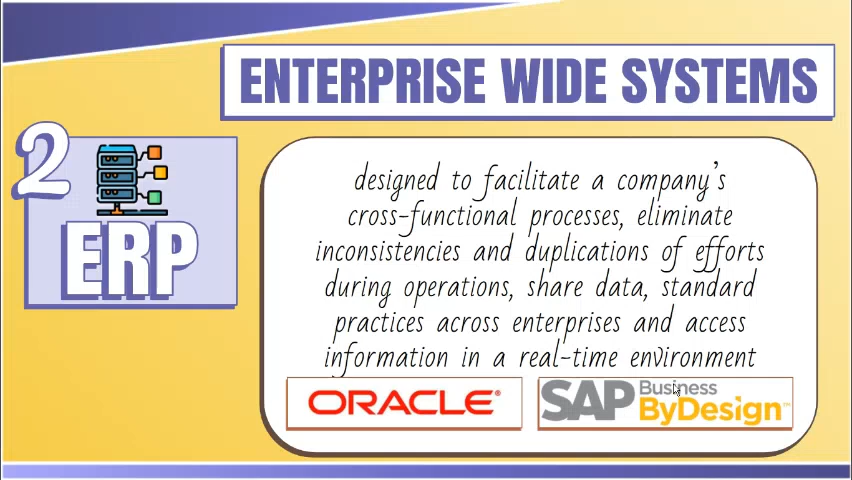 ENTERPRISE WIDE SYSTEMS
2
ERP
designed to facilitate a company's
cross-functional processes, eliminate
inconsistencies and duplications of efforts
during operations, share data, standard
practices across enterprises and access
information in a real-time environment
ORACLE®
SAP Business
ByDesign™